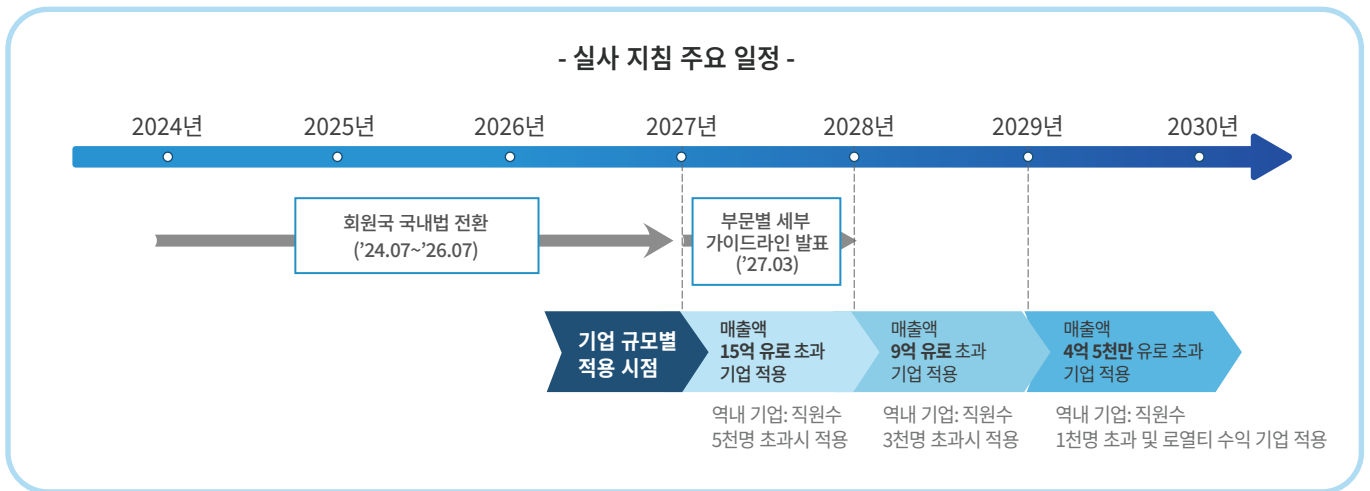 - 실사 지침 주요 일정 -
2024년 2025년 2026년 2027년 2028년 2029년 2030년
회원국 국내법 전환
(’24.07~’26.07)
부문별 세부
가이드라인 발표
(’27.03)
기업 규모별
적용 시점
매출액
15억 유로 초과
기업 적용
매출액
9억 유로 초과
기업 적용
매출액
4억 5천만 유로 초과
기업 적용
역내 기업: 직원수
5천명 초과시 적용
역내 기업: 직원수
3천명 초과시 적용
역내 기업: 직원수
1천명 초과 및 로열티 수익 기업 적용